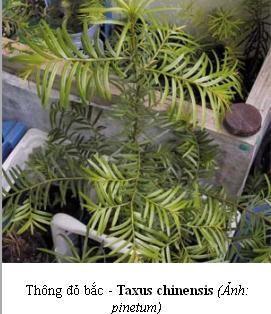 Thông đỏ bắc - Taxus chinensis (Ảnh:
pinetum)